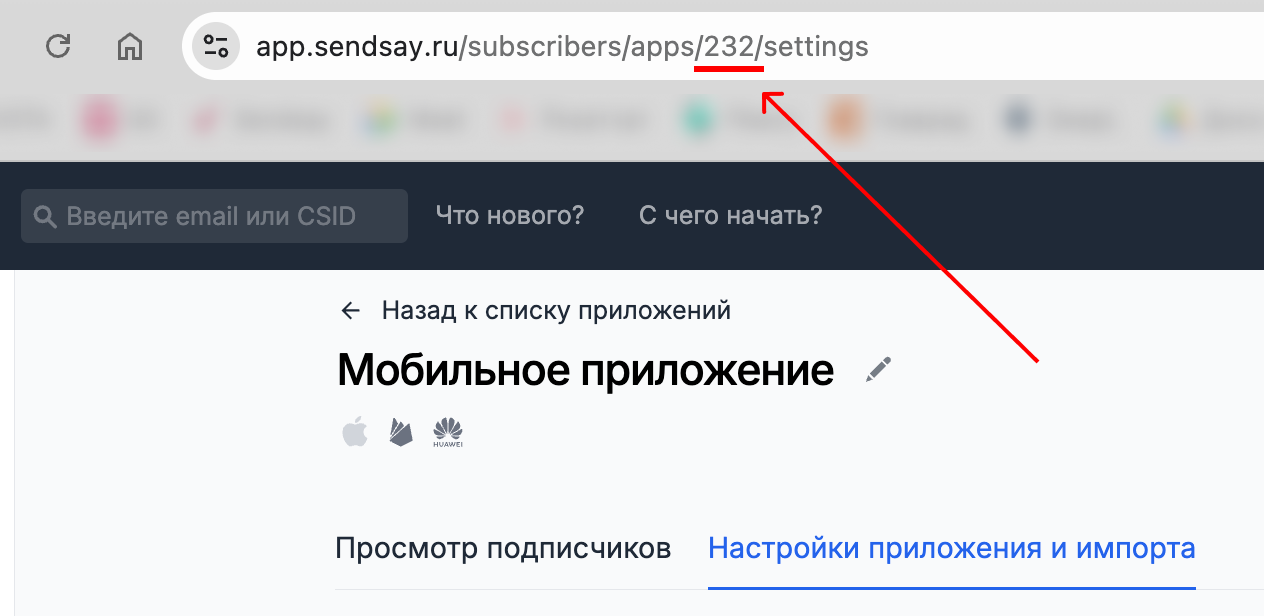 app.sendsay.ru/subscribers/apps/232/settings
Введите email или CSID
Что нового?
С чего начать?
Назад к списку приложений
Мобильное приложение
HUAWEI
Просмотр подписчиков
Настройки приложения и импорта